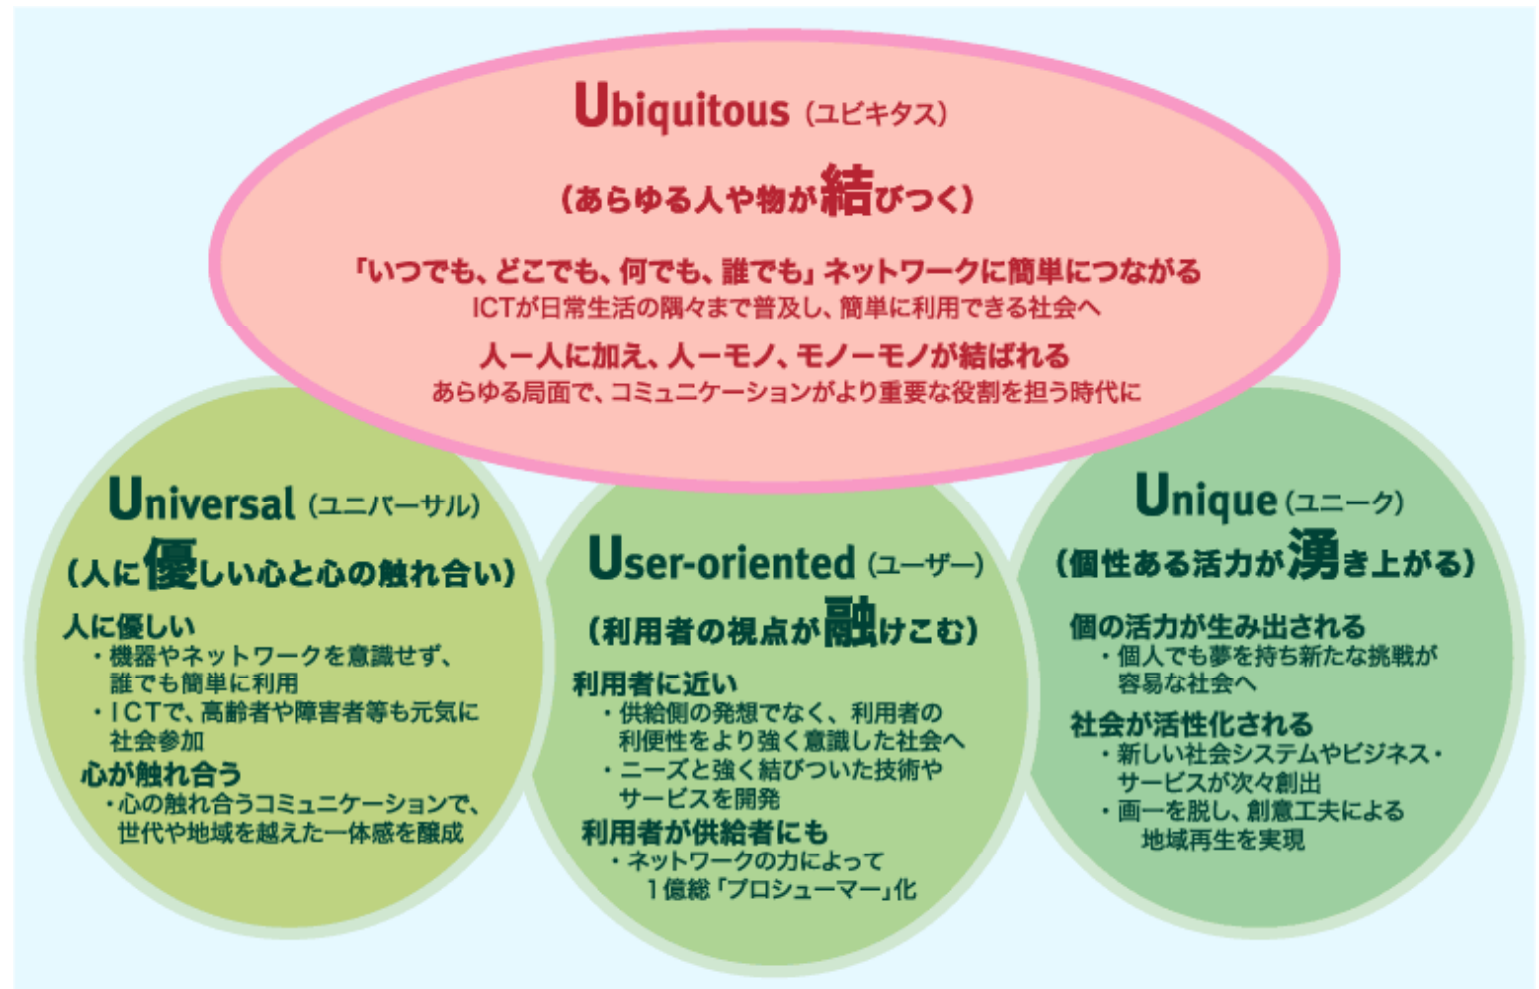 Ubiquitous（ユビキタス）
（あらゆる人や物が結びつく）
「いつでも、どこでも、何でも、誰でも」ネットワークに簡単につながる
ICTが日常生活の隅々まで普及し、簡単に利用できる社会へ
人ー人に加え、人ーモノ、モノーモノが結ばれる
あらゆる局面で、コミュニケーションがより重要な役割を担う時代に
Universal（ユニバーサル）
（人に優しい心と心の触れ合い）
人に優しい
・機器やネットワークを意識せず、
誰でも簡単に利用
・ICTで、高齢者や障害者等も元気に
社会参加
心が触れ合う
・心の触れ合うコミュニケーションで、
世代や地域を越えた一体感を醸成
User-oriented（ユーザー）
（利用者の視点が融けこむ）
利用者に近い
・供給側の発想でなく、利用者の
利便性をより強く意識した社会へ
・ニーズと強く結びついた技術や
サービスを開発
利用者が供給者にも
・ネットワークの力によって
1億総「プロシューマー」化
Unique（ユニーク）
（個性ある活力が湧き上がる）
個の活力が生み出される
・個人でも夢を持ち新たな挑戦が
容易な社会へ
社会が活性化される
・新しい社会システムやビジネス・
サービスが次々創出
・画一を脱し、創意工夫による
地域再生を実現